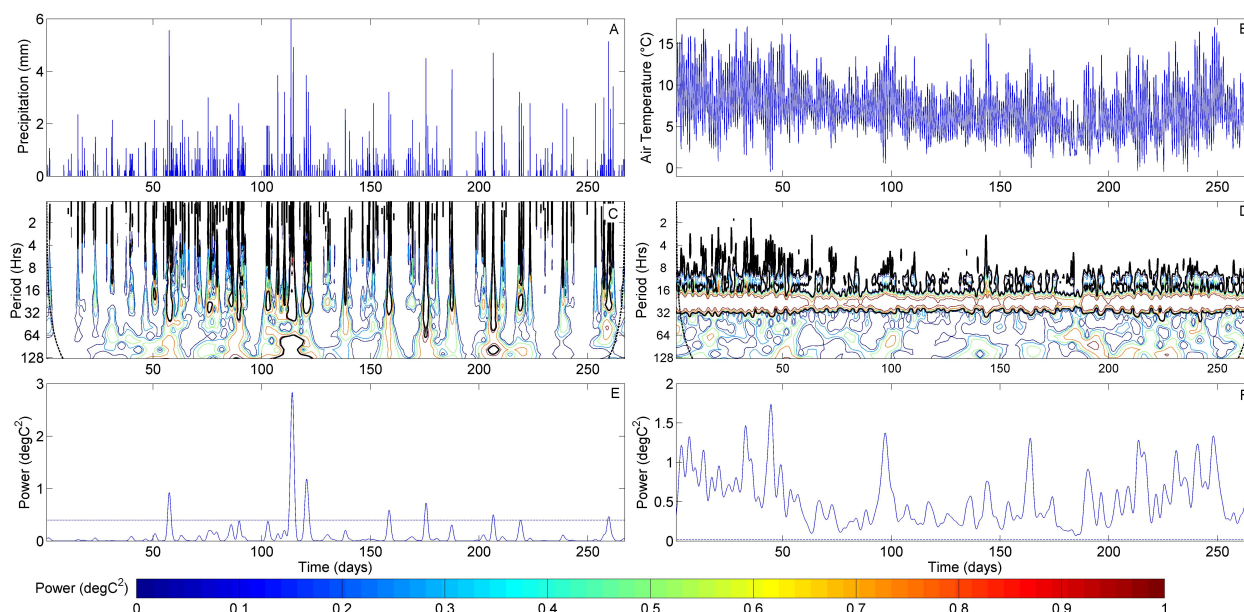 A
Precipitation (mm)
6
4
2
0
50 100 150 200 250
B
Air Temperature (°C)
15
10
5
0
50 100 150 200 250
C
Period (Hrs)
2
4
8
16
32
64
128
50 100 150 200 250
Time (days)
D
Period (Hrs)
2
4
8
16
32
64
128
50 100 150 200 250
E
Power (degC²)
3
2
1
0
50 100 150 200 250
Time (days)
F
Power (degC²)
2
1.5
1
0.5
0
50 100 150 200 250
Time (days)
Power (degC²)
0 0.1 0.2 0.3 0.4 0.5 0.6 0.7 0.8 0.9 1